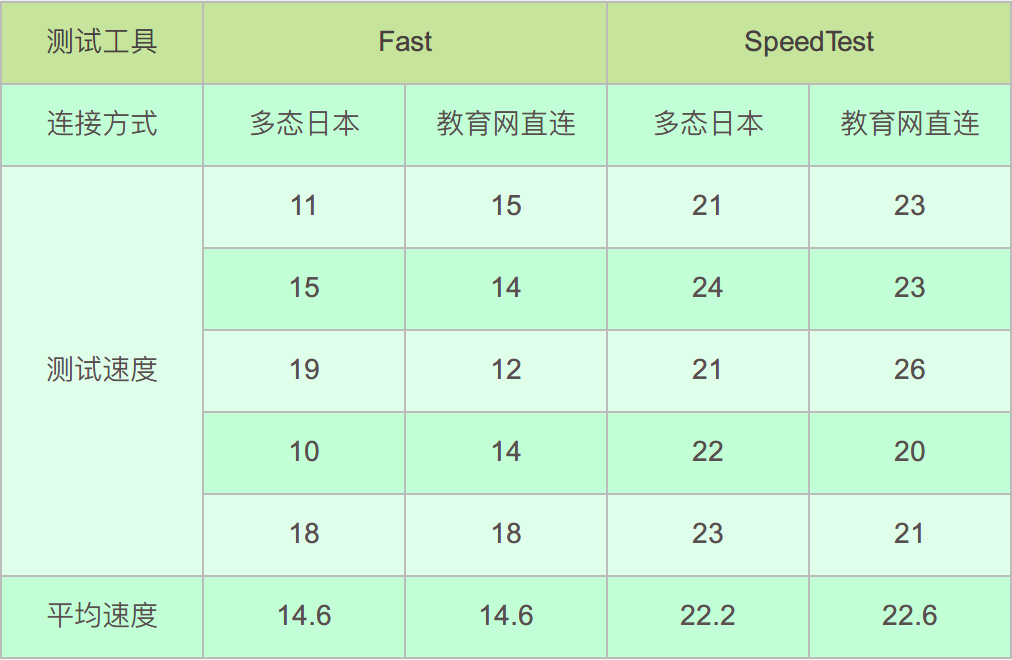 测试工具 Fast SpeedTest
连接方式 多态日本 教育网直连 多态日本 教育网直连
11 15 21 23
15 14 24 23
测试速度 19 12 21 26
10 14 22 20
18 18 23 21
平均速度 14.6 14.6 22.2 22.6